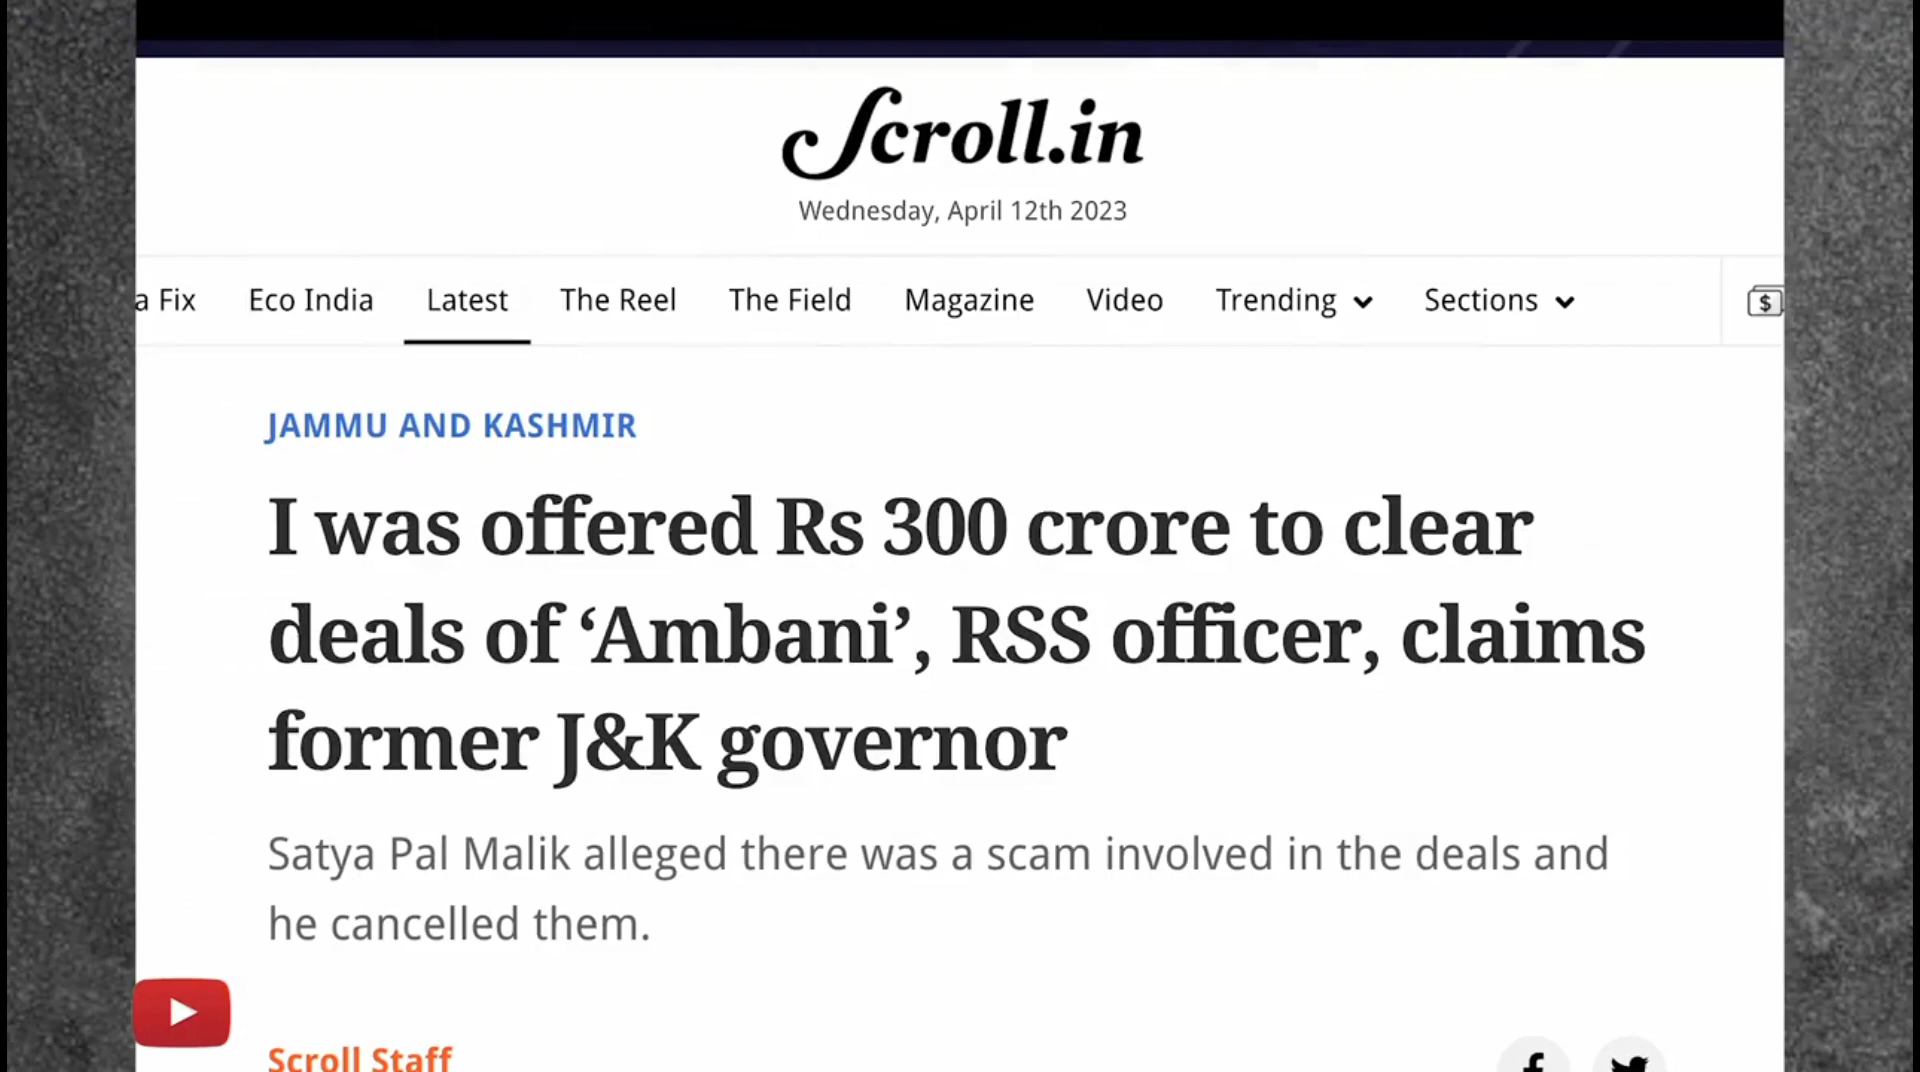 Scroll.in
Wednesday, April 12th 2023
a Fix Eco India Latest The Reel The Field Magazine Video Trending Sections $
JAMMU AND KASHMIR
I was offered Rs 300 crore to clear
deals of ‘Ambani’, RSS officer, claims
former J&K governor
Satya Pal Malik alleged there was a scam involved in the deals and
he cancelled them.
Scroll Staff